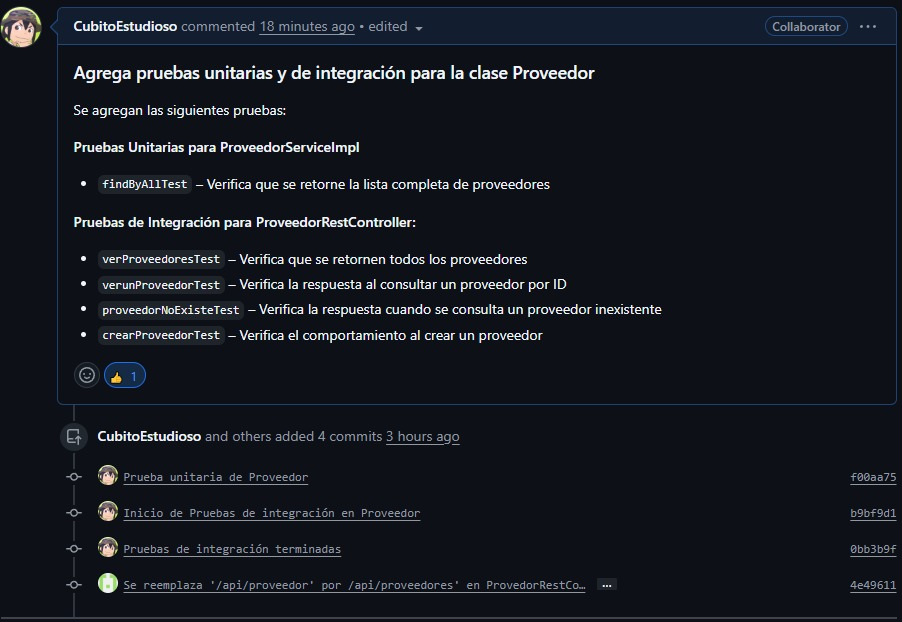 CubitoEstudioso commented 18 minutes ago • edited
Collaborator
Agrega pruebas unitarias y de integración para la clase Proveedor
Se agregan las siguientes pruebas:
Pruebas Unitarias para ProveedorServiceImpl
• findByAllTest – Verifica que se retorne la lista completa de proveedores
Pruebas de Integración para ProveedorRestController:
• verProveedoresTest – Verifica que se retornen todos los proveedores
• verunProveedorTest – Verifica la respuesta al consultar un proveedor por ID
• proveedorNoExisteTest – Verifica la respuesta cuando se consulta un proveedor inexistente
• crearProveedorTest – Verifica el comportamiento al crear un proveedor
👍 1
CubitoEstudioso and others added 4 commits 3 hours ago
Prueba unitaria de Proveedor f00aa75
Inicio de Pruebas de integración en Proveedor b9bf9d1
Pruebas de integración terminadas 0bb3b9f
Se reemplaza '/api/proveedor' por /api/proveedores' en ProvedorRestCo… … 4e49611